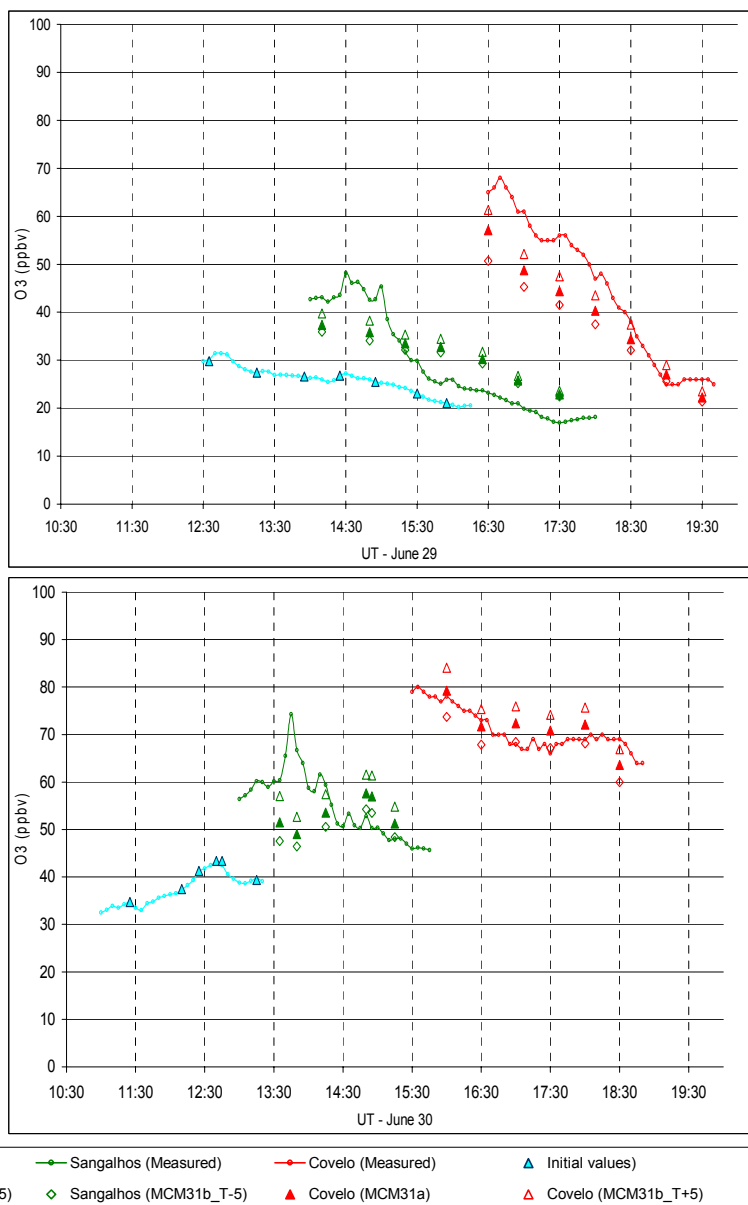 100
90
80
70
60
50
40
30
20
10
0
O3 (ppbv)
10:30 11:30 12:30 13:30 14:30 15:30 16:30 17:30 18:30 19:30
UT - June 29
100
90
80
70
60
50
40
30
20
10
0
O3 (ppbv)
10:30 11:30 12:30 13:30 14:30 15:30 16:30 17:30 18:30 19:30
UT - June 30
Sangalhos (Measured) Covelo (Measured) Initial values)
5) Sangalhos (MCM31b_T-5) Covelo (MCM31a) Covelo (MCM31b_T+5)